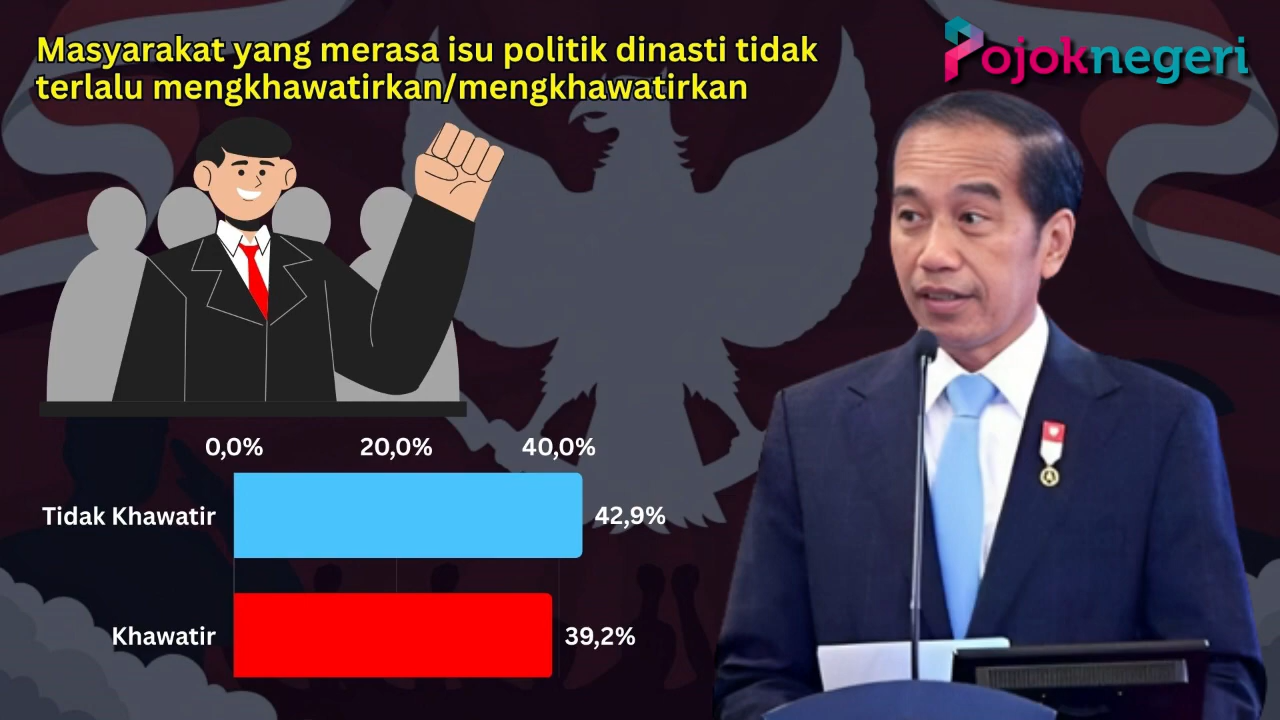 Masyarakat yang merasa isu politik dinasti tidak
terlalu mengkhawatirkan/mengkhawatirkan
Pojoknegeri
0,0% 20,0% 40,0%
Tidak Khawatir 42,9%
Khawatir 39,2%